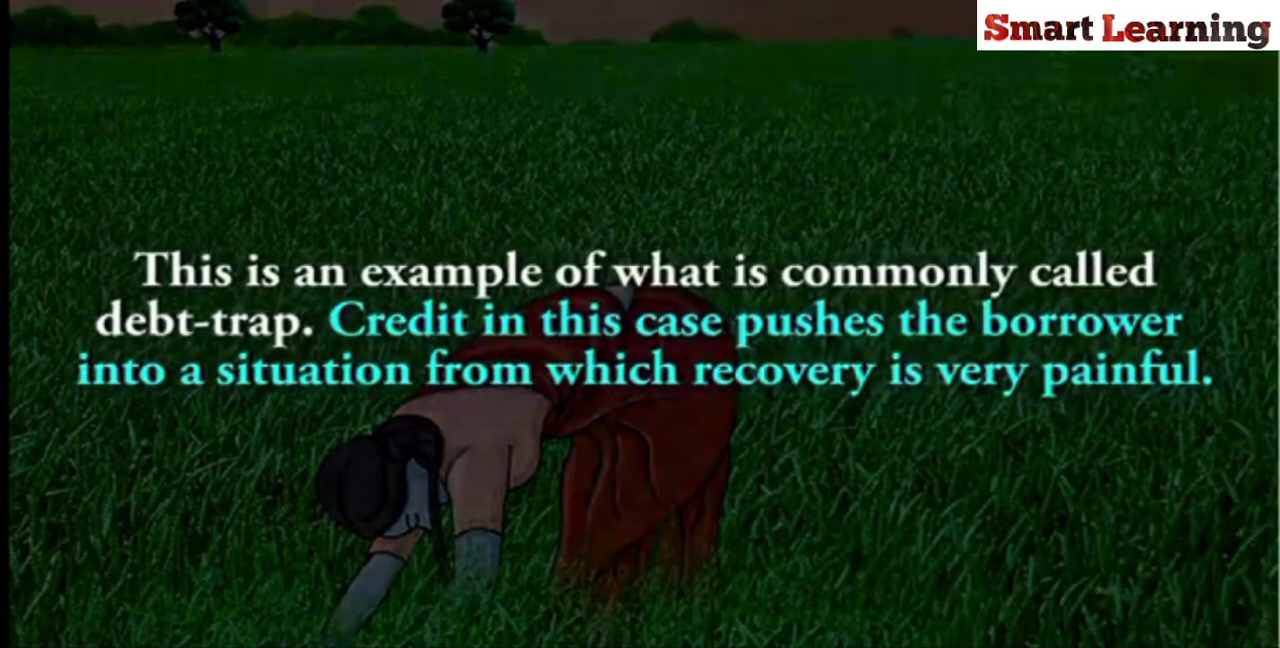 Smart Learning
This is an example of what is commonly called
debt-trap. Credit in this case pushes the borrower
into a situation from which recovery is very painful.